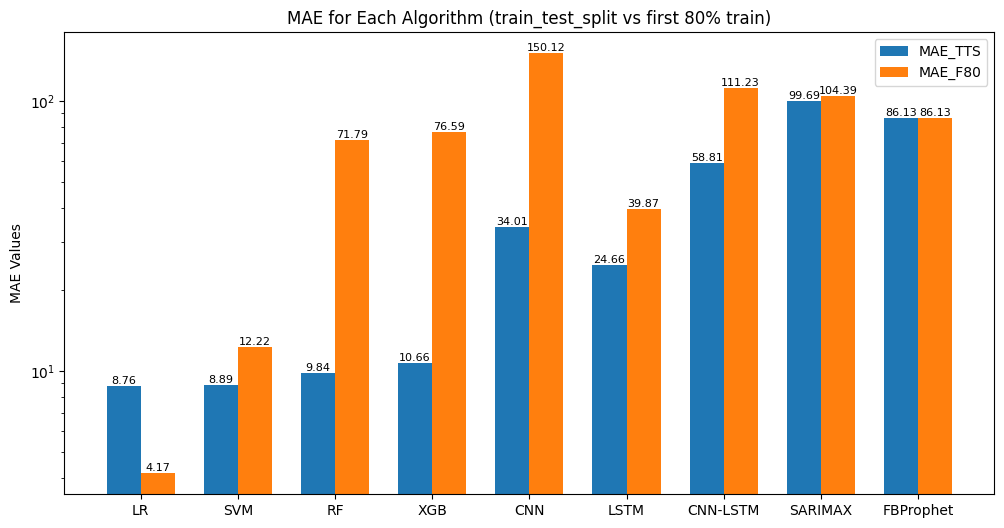 MAE for Each Algorithm (train_test_split vs first 80% train)
MAE_TTS
MAE_F80
MAE Values
10²
10¹
8.76
4.17
8.89
12.22
9.84
71.79
10.66
76.59
34.01
150.12
24.66
39.87
58.81
111.23
99.69
104.39
86.13
86.13
LR
SVM
RF
XGB
CNN
LSTM
CNN-LSTM
SARIMAX
FBProphet